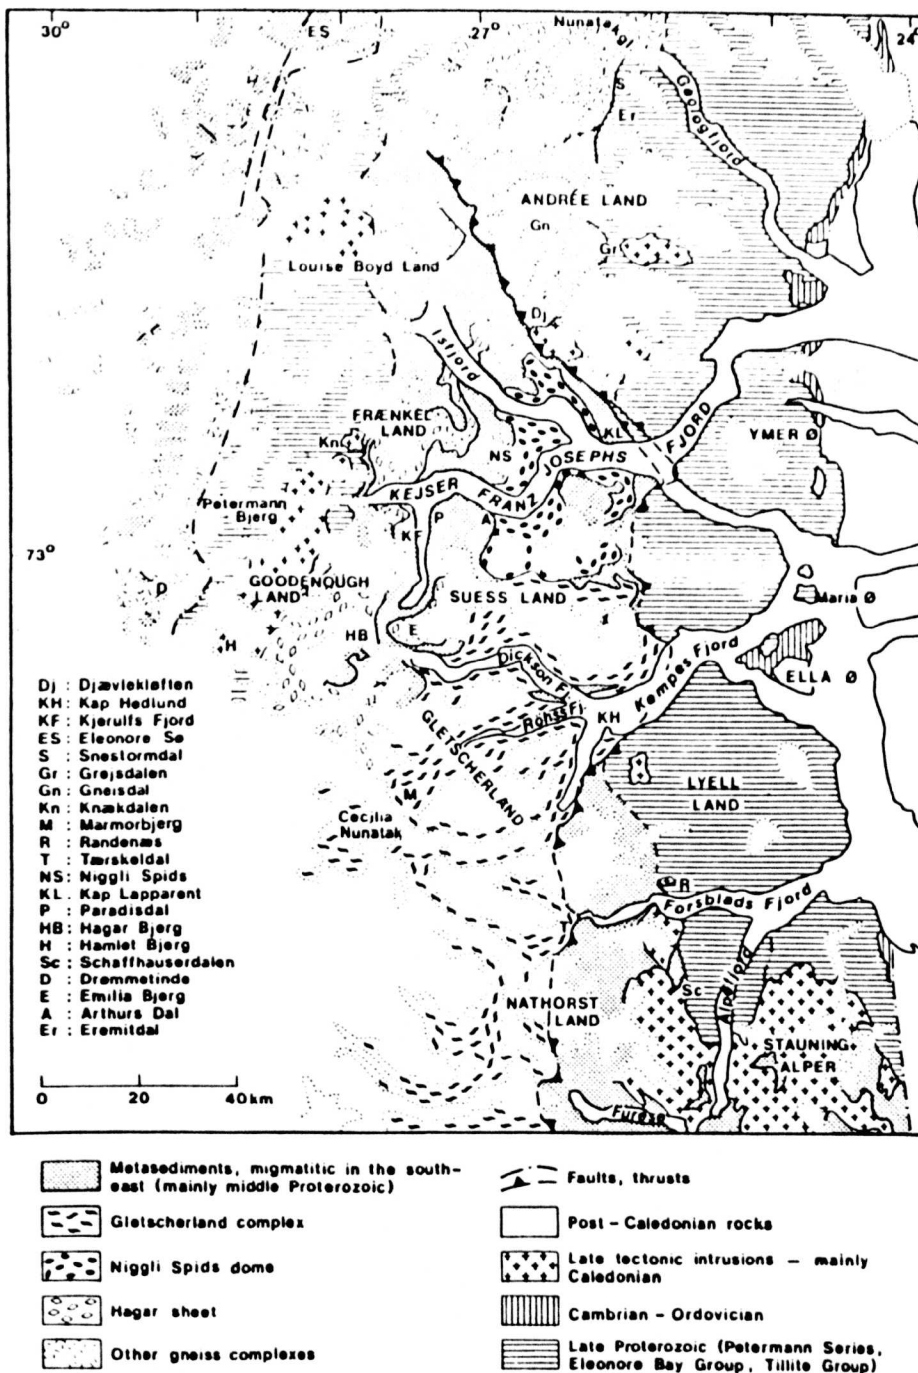 30°
ES
27°
Nunatakgl.
24°
S
Er
Geologfjord
ANDRÉE LAND
Gn
Gr
Louise Boyd Land
Dj
Isfjord
FRÆNKEL
LAND
Kn
NS
KL
FJORD
YMER Ø
JOSEPHS
FRANZ
KEJSER
Petermann
Bjerg
P
A
KF
73°
D
GOODENOUGH
LAND
SUESS LAND
Maria Ø
H
HB
E
Dickson Fj.
Kempes Fjord
ELLA Ø
Röhss Fj.
KH
GLETSCHERLAND
LYELL
LAND
M
Cecilia
Nunatak
R
Forsblads Fjord
T
Sc
Alpefjord
NATHORST
LAND
STAUNING
ALPER
Furesø
Dj : Djævlekløften
KH : Kap Hedlund
KF : Kjerulfs Fjord
ES : Eleonore Sø
S : Snestormdal
Gr : Grejsdalen
Gn : Gneisdal
Kn : Knækdalen
M : Marmorbjerg
R : Randenæs
T : Tærskeldal
NS : Niggli Spids
KL : Kap Lapparent
P : Paradisdal
HB : Hagar Bjerg
H : Hamlet Bjerg
Sc : Schaffhauserdalen
D : Drømmetinde
E : Emilia Bjerg
A : Arthurs Dal
Er : Eremitdal
0 20 40 km
Metasediments, migmatitic in the south-
east (mainly middle Proterozoic)
Gletscherland complex
Niggli Spids dome
Hagar sheet
Other gneiss complexes
Faults, thrusts
Post-Caledonian rocks
Late tectonic intrusions – mainly
Caledonian
Cambrian-Ordovician
Late Proterozoic (Petermann Series,
Eleonore Bay Group, Tillite Group)